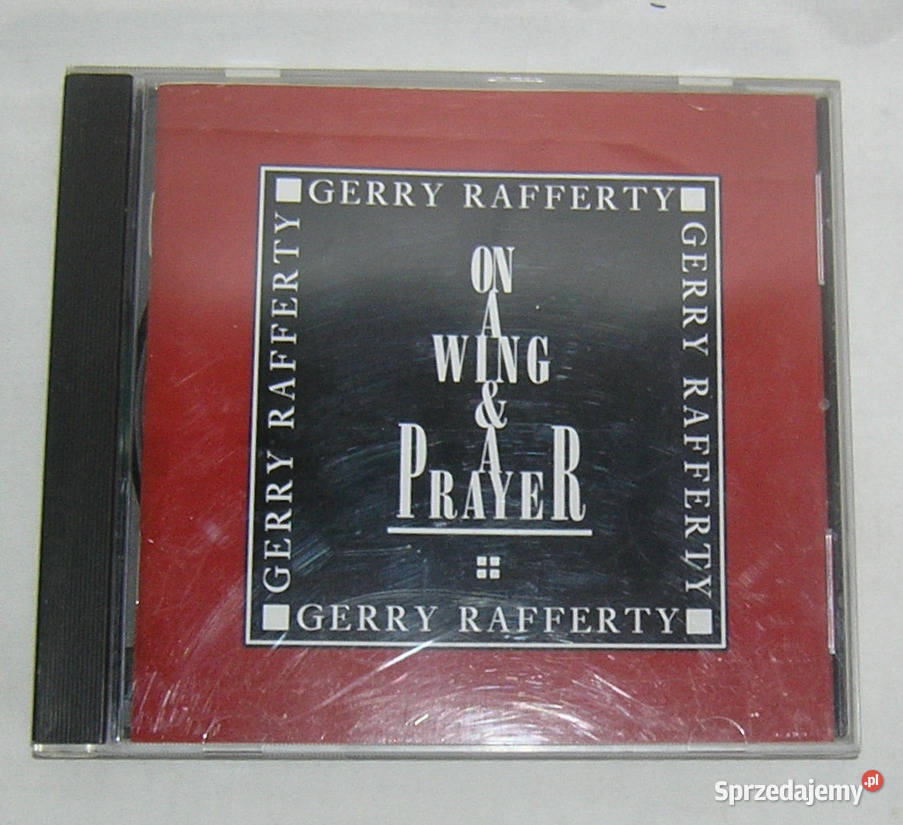 GERRY RAFFERTY
GERRY RAFFERTY
GERRY RAFFERTY
ON
A
WING
&
A
PRAYER
GERRY RAFFERTY
Sprzedajemy.pl